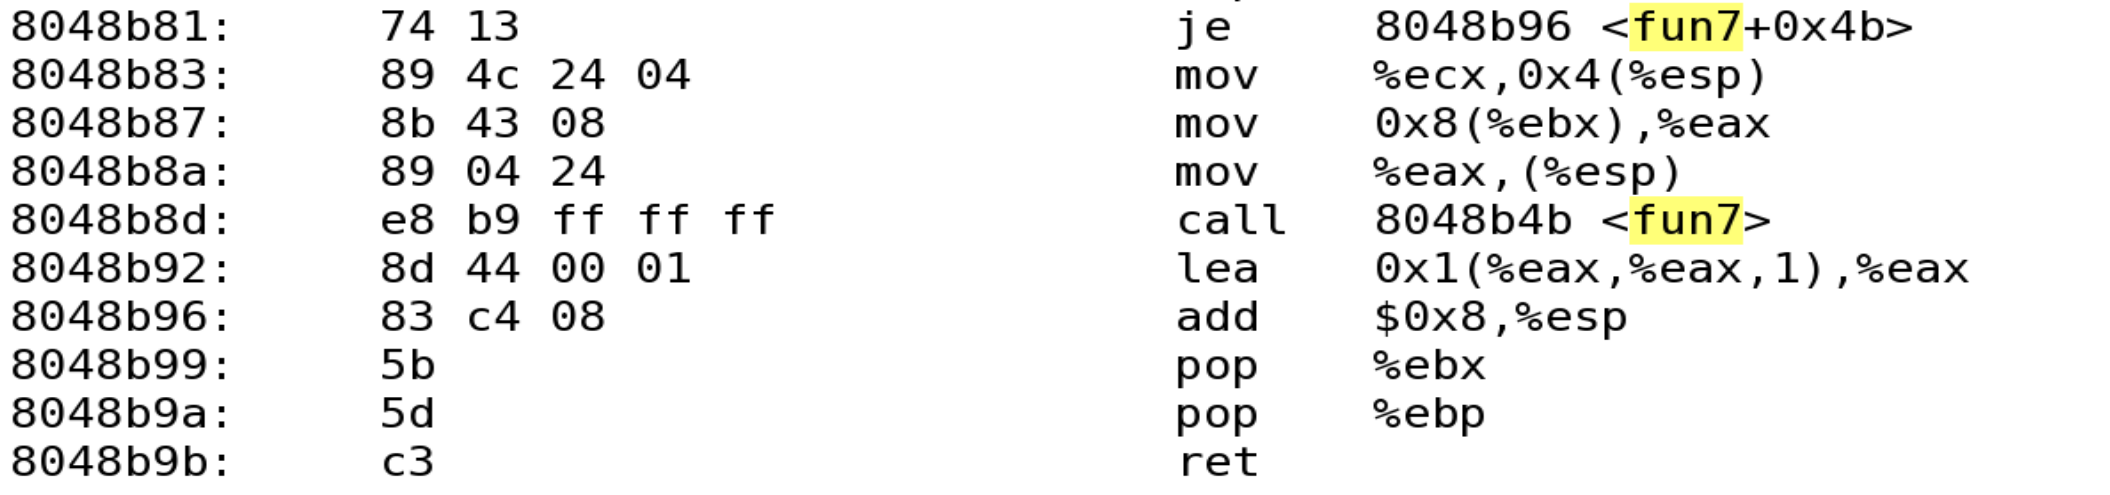 8048b81: 74 13 je 8048b96 <fun7+0x4b>
8048b83: 89 4c 24 04 mov %ecx,0x4(%esp)
8048b87: 8b 43 08 mov 0x8(%ebx),%eax
8048b8a: 89 04 24 mov %eax,(%esp)
8048b8d: e8 b9 ff ff ff call 8048b4b <fun7>
8048b92: 8d 44 00 01 lea 0x1(%eax,%eax,1),%eax
8048b96: 83 c4 08 add $0x8,%esp
8048b99: 5b pop %ebx
8048b9a: 5d pop %ebp
8048b9b: c3 ret